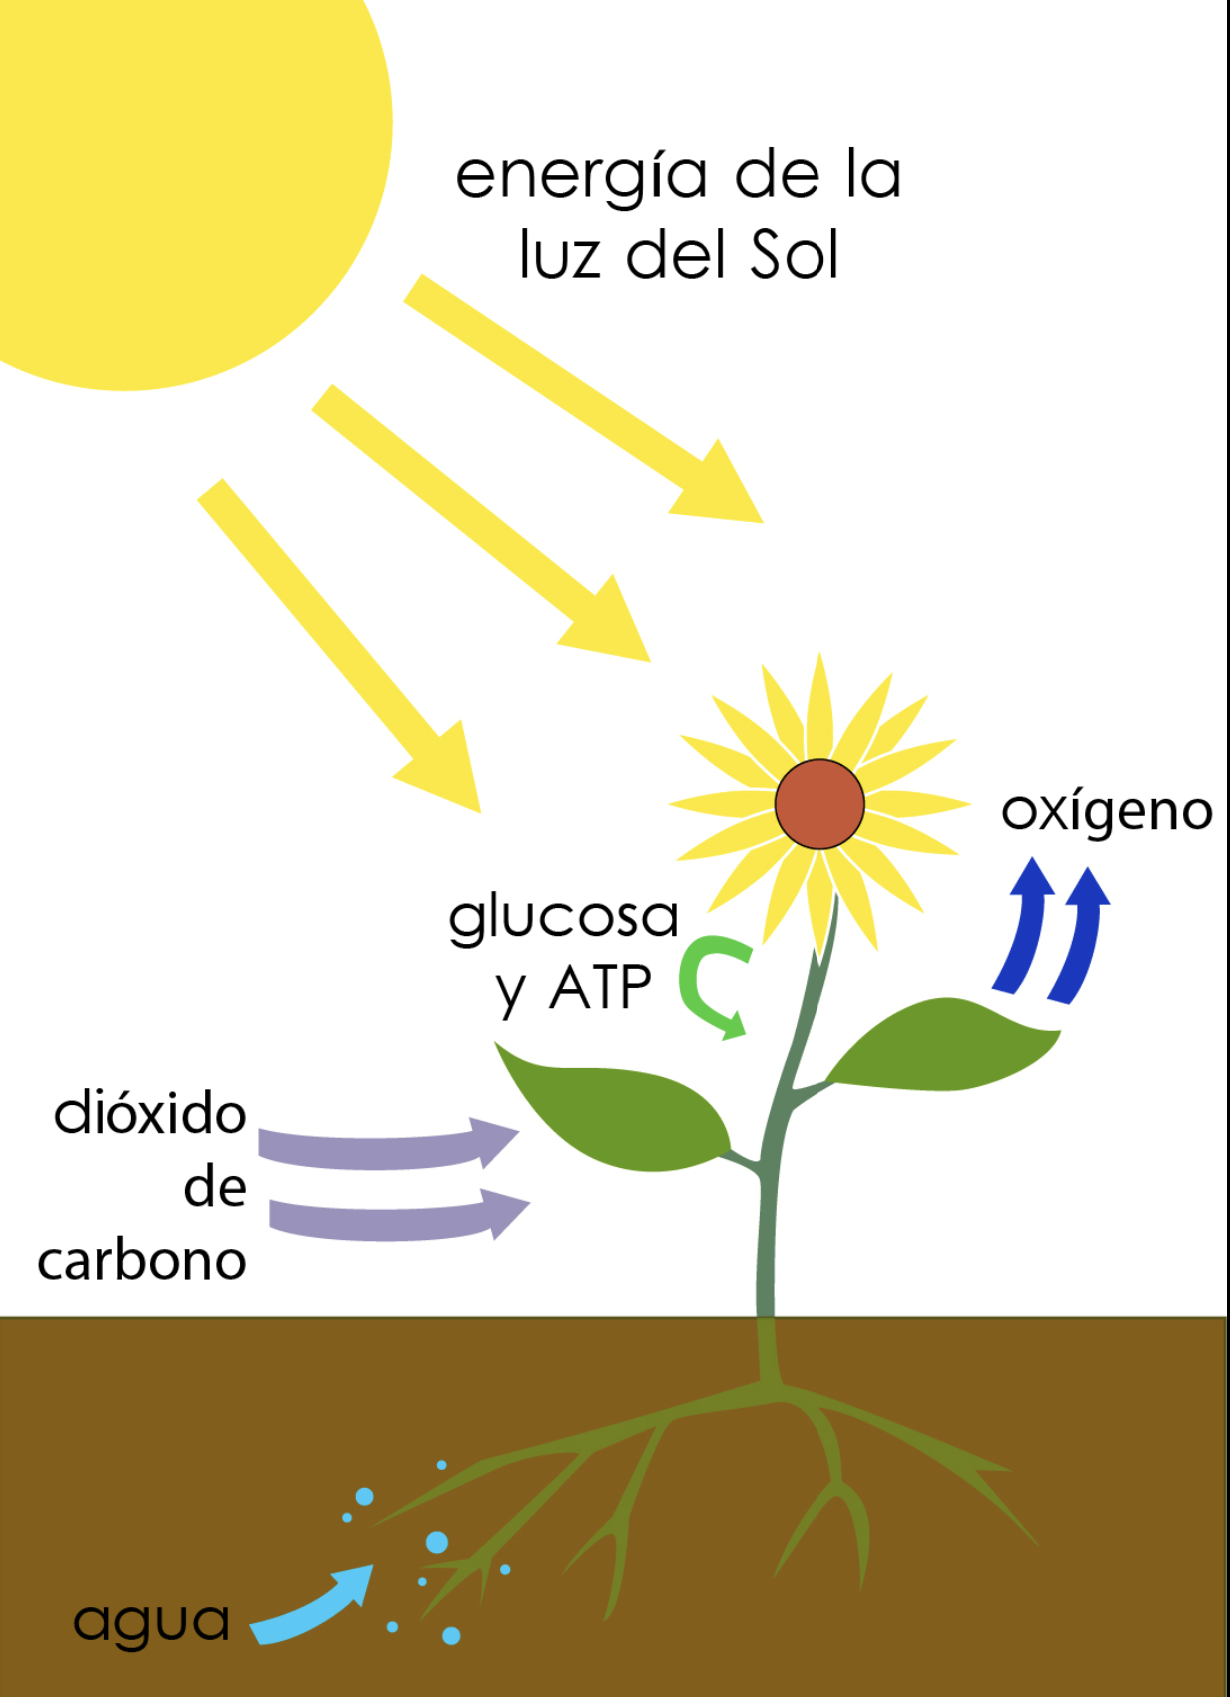 energía de la
luz del Sol
oxígeno
glucosa
y ATP
dióxido
de
carbono
agua